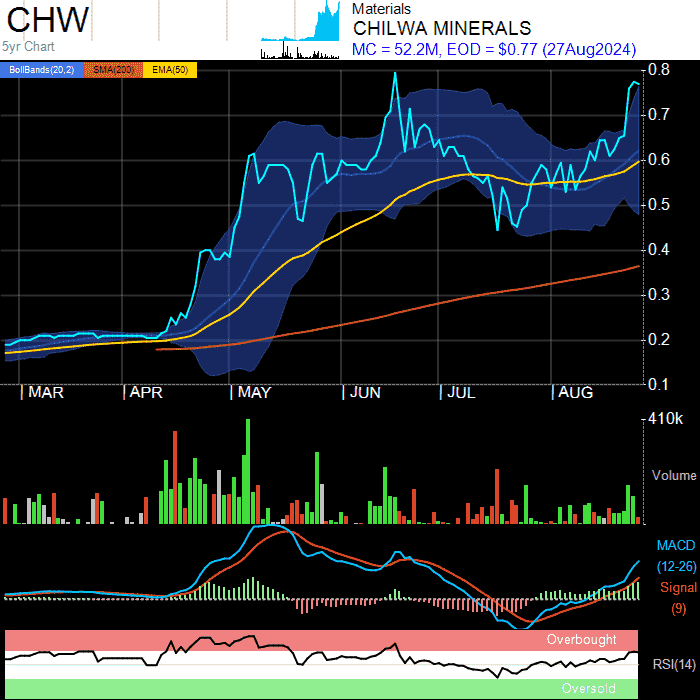 CHW
5yr Chart
Materials
CHILWA MINERALS
MC = 52.2M, EOD = $0.77 (27Aug2024)
BollBands(20,2) SMA(200) EMA(50)
0.8
0.7
0.6
0.5
0.4
0.3
0.2
0.1
MAR APR MAY JUN JUL AUG
410k
Volume
MACD
(12-26)
Signal
(9)
Overbought
RSI(14)
Oversold